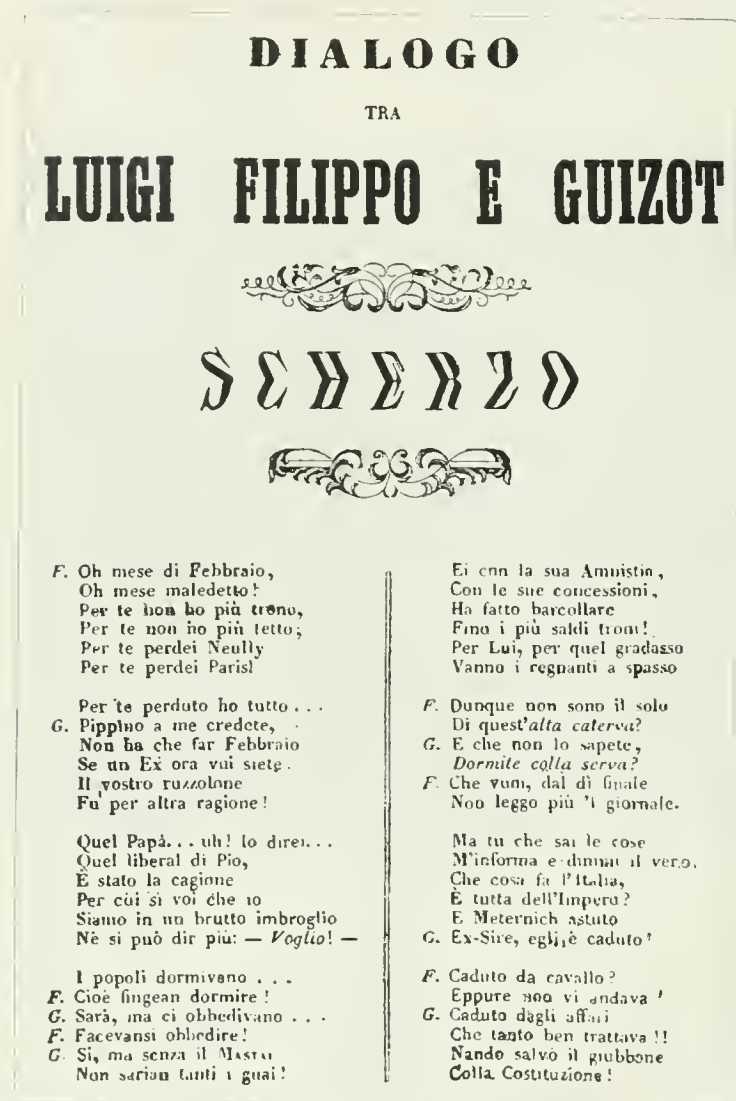 DIALOGO
TRA
LUIGI FILIPPO E GUIZOT
SCHERZO
F. Oh mese di Febbraio,
Oh mese maledetto!
Per te non ho più trono,
Per te non ho più tetto;
Per te perdei Neully
Per te perdei Parisl
Per te perduto ho tutto . . .
G. Pippino a me credete,
Non ha che far Febbraio
Se un Ex ora vui siete.
Il vostro ruzzolone
Fu per altra ragione!
Quel Papà. . . uh! lo direi. . .
Quel liberal di Pio,
È stato la cagione
Per cui si voi che io
Siamo in un brutto imbroglio
Nè si può dir più: — Voglio! —
I popoli dormivano . . .
F. Cioè fingean dormire!
G. Sarà, ma ci obbedivano . . .
F. Facevansi obbedire!
G. Sì, ma senza il Mastai
Non sarian tanti i guai!
Ei con la sua Amnistia,
Con le sue concessioni,
Ha fatto barcollare
Fino i più saldi troni!
Per Lui, per quel gradasso
Vanno i regnanti a spasso
F. Dunque non sono il solo
Di quest'alta caterva?
G. E che non lo sapete,
Dormite colla serva?
F. Che vuoi, dal dì finale
Non leggo più 'l giornale.
Ma tu che sai le cose
M'informa e dimmi il vero.
Che cosa fa l'Italia,
È tutta dell'Impero?
E Meternich astuto
G. Ex-Sire, egli è caduto!
F. Caduto da cavallo?
Eppure non vi andava!
G. Caduto dagli affari
Che tanto ben trattava!!
Nando salvò il giubbone
Colla Costituzione!